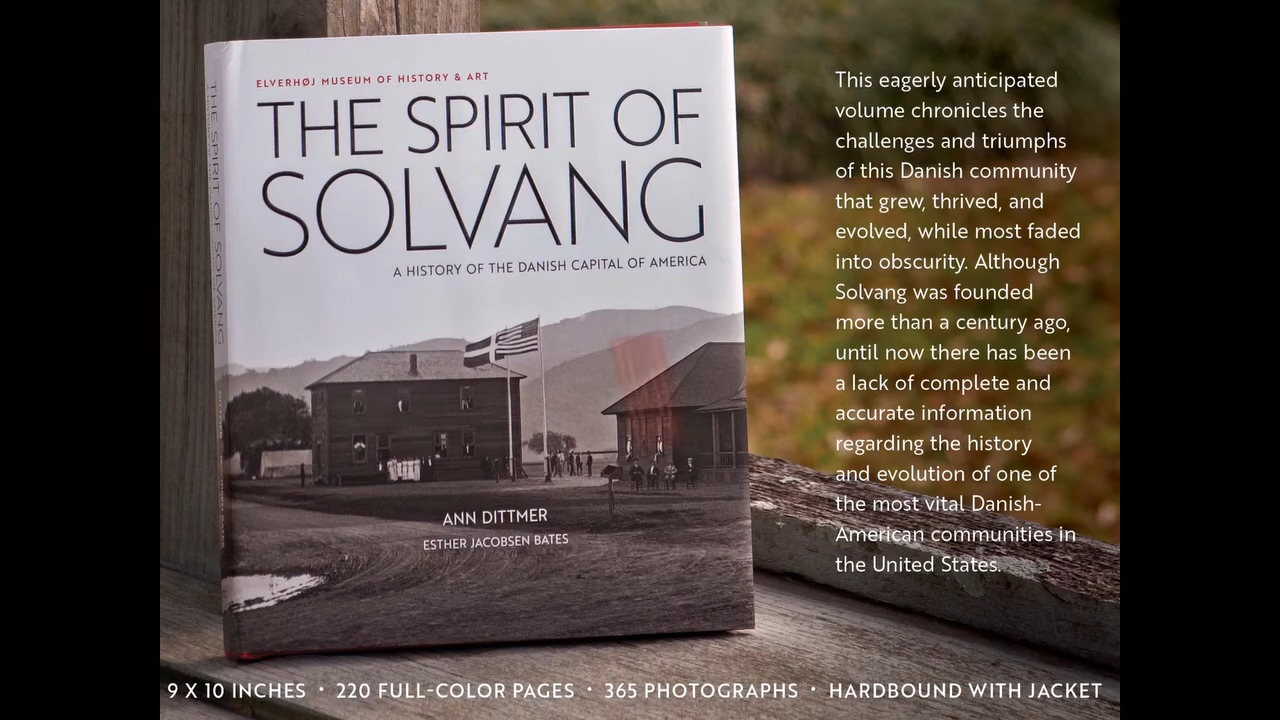 ELVERHØJ MUSEUM OF HISTORY & ART
THE SPIRIT OF
SOLVANG
A HISTORY OF THE DANISH CAPITAL OF AMERICA
ANN DITTMER
ESTHER JACOBSEN BATES
THE SPIRIT OF SOLVANG
This eagerly anticipated
volume chronicles the
challenges and triumphs
of this Danish community
that grew, thrived, and
evolved, while most faded
into obscurity. Although
Solvang was founded
more than a century ago,
until now there has been
a lack of complete and
accurate information
regarding the history
and evolution of one of
the most vital Danish-
American communities in
the United States.
9 X 10 INCHES • 220 FULL-COLOR PAGES • 365 PHOTOGRAPHS • HARDBOUND WITH JACKET